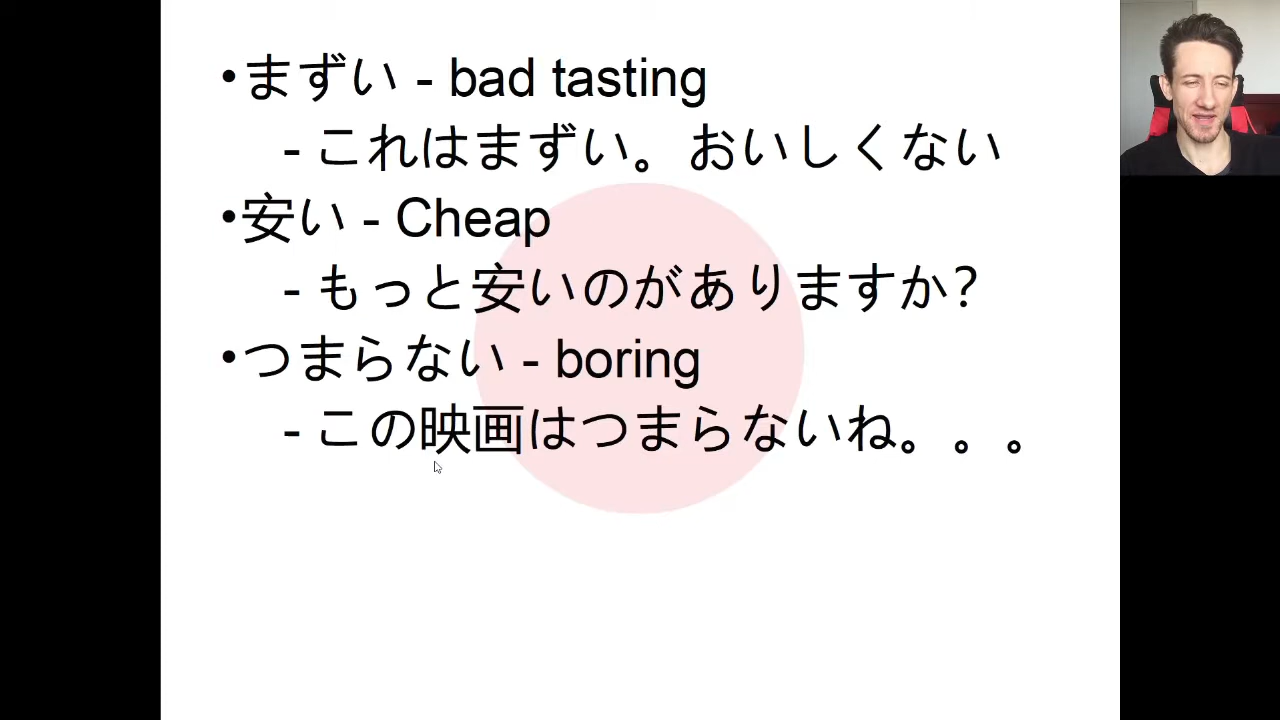 •まずい - bad tasting
- これはまずい。おいしくない
•安い - Cheap
- もっと安いのがありますか?
•つまらない - boring
- この映画はつまらないね。。。